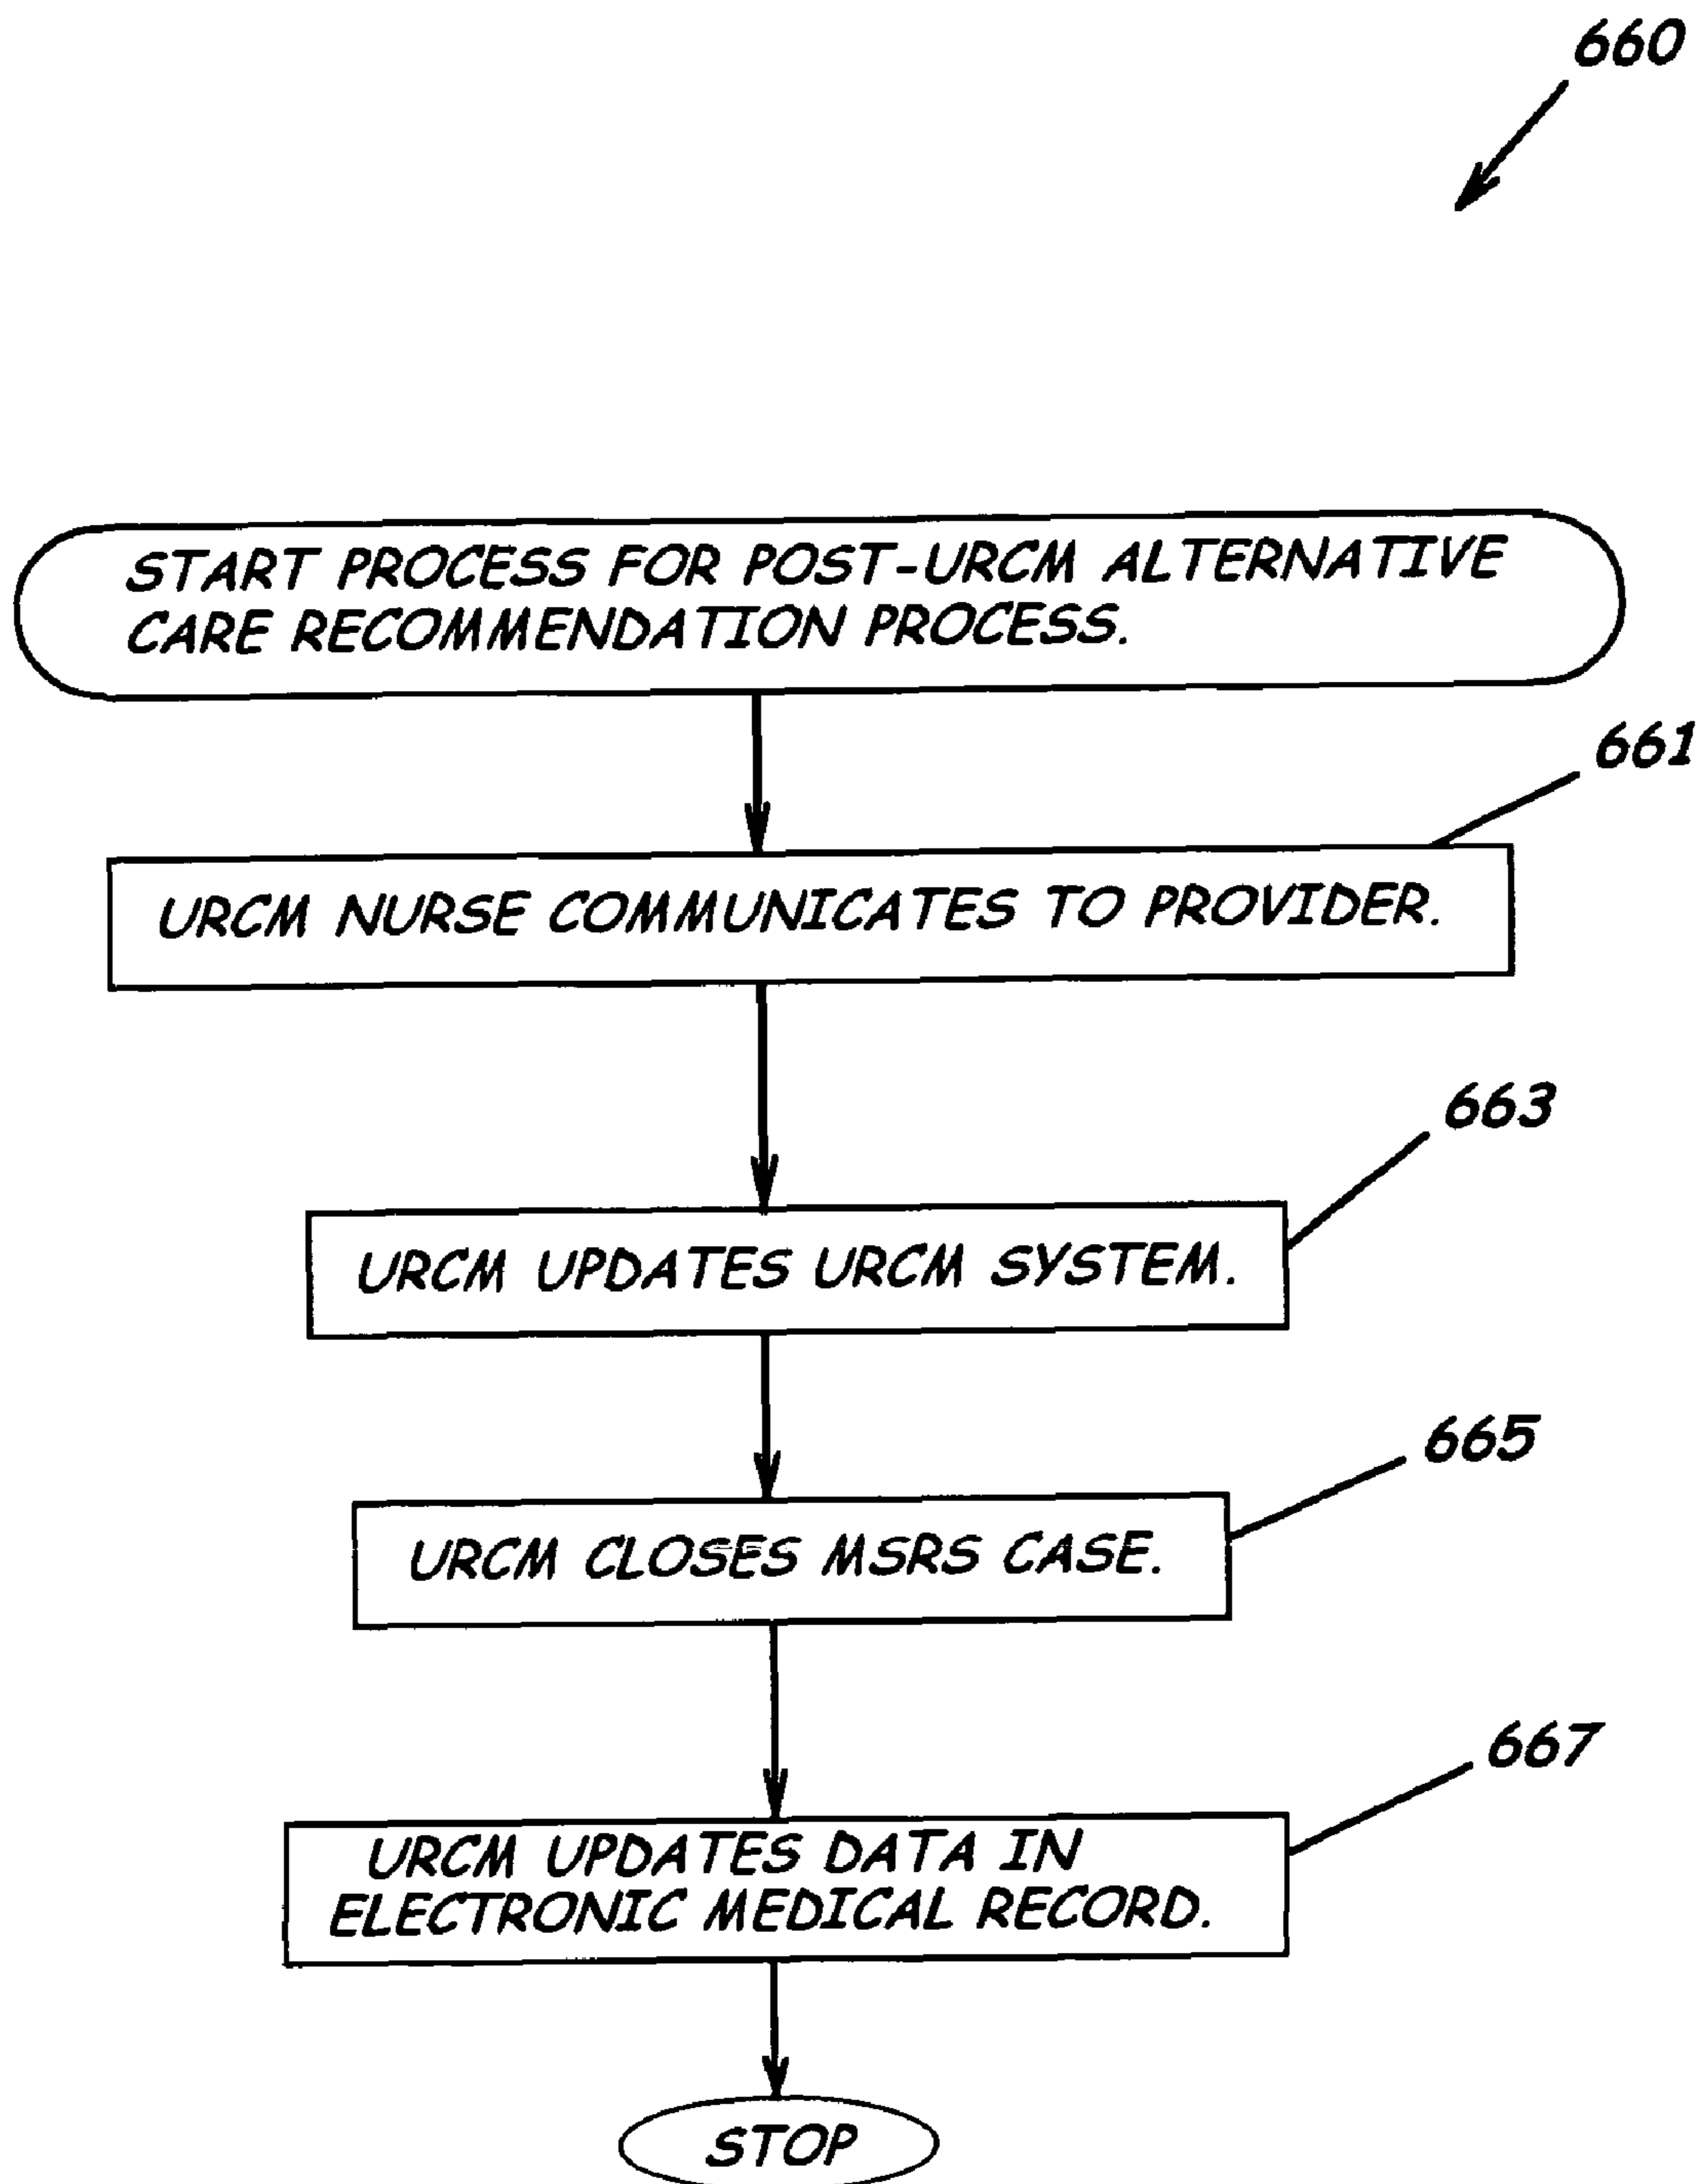 660
START PROCESS FOR POST-URCM ALTERNATIVE
CARE RECOMMENDATION PROCESS.
661
URCM NURSE COMMUNICATES TO PROVIDER.
663
URCM UPDATES URCM SYSTEM.
665
URCM CLOSES MSRS CASE.
667
URCM UPDATES DATA IN
ELECTRONIC MEDICAL RECORD.
STOP